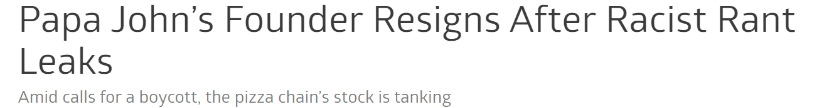 Papa John's Founder Resigns After Racist Rant
Leaks
Amid calls for a boycott, the pizza chain's stock is tanking